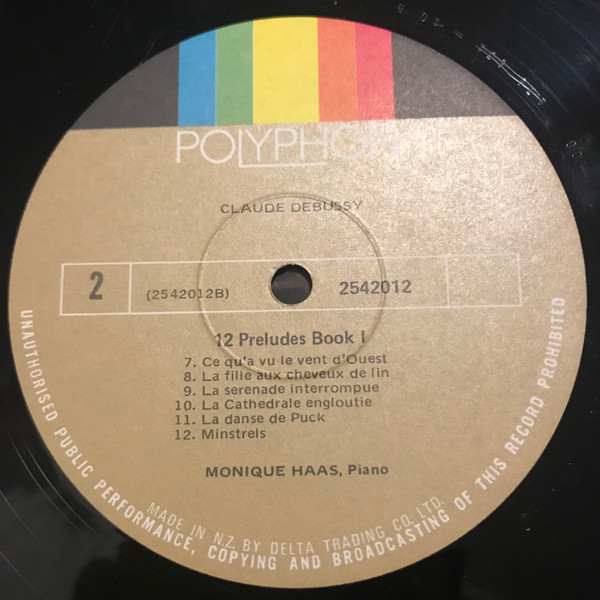 POLYPHON
CLAUDE DEBUSSY
2 (2542012B) 2542012
12 Preludes Book I
7. Ce qu'a vu le vent d'Ouest
8. La fille aux cheveux de lin
9. La serenade interrompue
10. La Cathedrale engloutie
11. La danse de Puck
12. Minstrels
MONIQUE HAAS, Piano
MADE IN N.Z. BY DELTA TRADING CO. LTD.
UNAUTHORISED PUBLIC PERFORMANCE, COPYING AND BROADCASTING OF THIS RECORD PROHIBITED